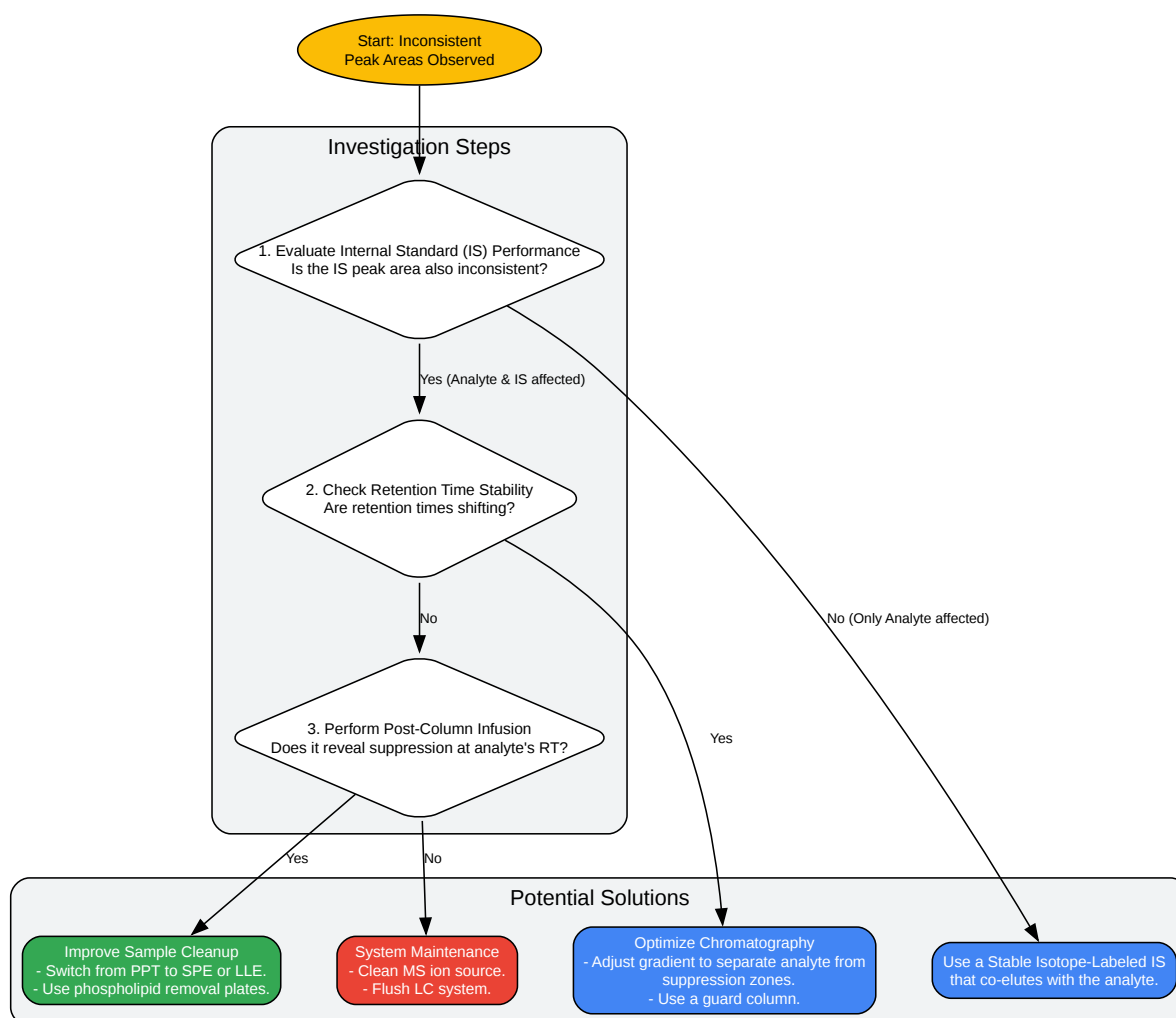 Start: Inconsistent
Peak Areas Observed
Investigation Steps
1. Evaluate Internal Standard (IS) Performance
Is the IS peak area also inconsistent?
Yes (Analyte & IS affected)
2. Check Retention Time Stability
Are retention times shifting?
No
No (Only Analyte affected)
3. Perform Post-Column Infusion
Does it reveal suppression at analyte's RT?
Yes
Yes
No
Potential Solutions
Improve Sample Cleanup
- Switch from PPT to SPE or LLE.
- Use phospholipid removal plates.
System Maintenance
- Clean MS ion source.
- Flush LC system.
Optimize Chromatography
- Adjust gradient to separate analyte from
suppression zones.
- Use a guard column.
Use a Stable Isotope-Labeled IS
that co-elutes with the analyte.